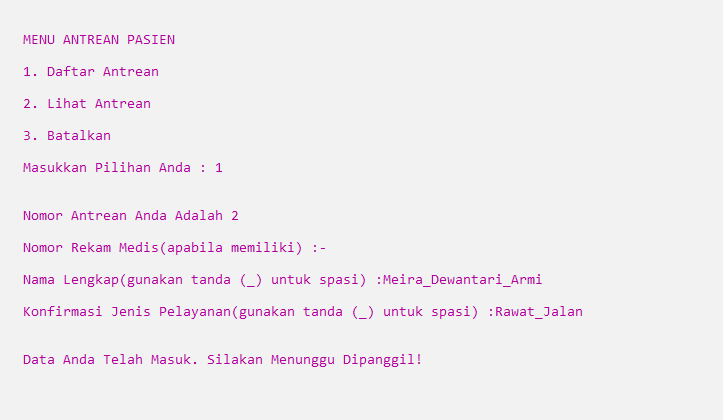 MENU ANTREAN PASIEN
1. Daftar Antrean
2. Lihat Antrean
3. Batalkan
Masukkan Pilihan Anda : 1
Nomor Antrean Anda Adalah 2
Nomor Rekam Medis(apabila memiliki) :-
Nama Lengkap(gunakan tanda (_) untuk spasi) :Meira_Dewantari_Armi
Konfirmasi Jenis Pelayanan(gunakan tanda (_) untuk spasi) :Rawat_Jalan
Data Anda Telah Masuk. Silakan Menunggu Dipanggil!